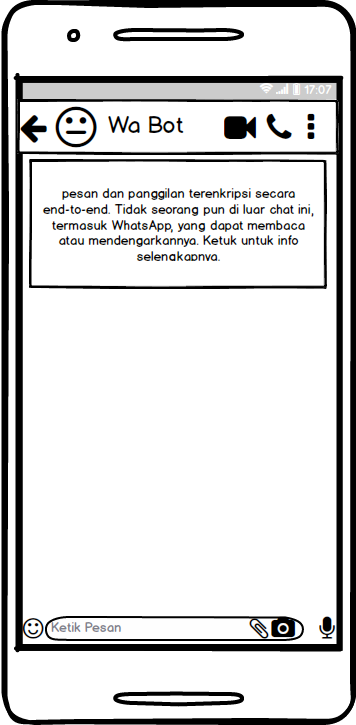 17:07
Wa Bot
pesan dan panggilan terenkripsi secara
end-to-end. Tidak seorang pun di luar chat ini,
termasuk WhatsApp, yang dapat membaca
atau mendengarkannya. Ketuk untuk info
selengkapnya.
Ketik Pesan